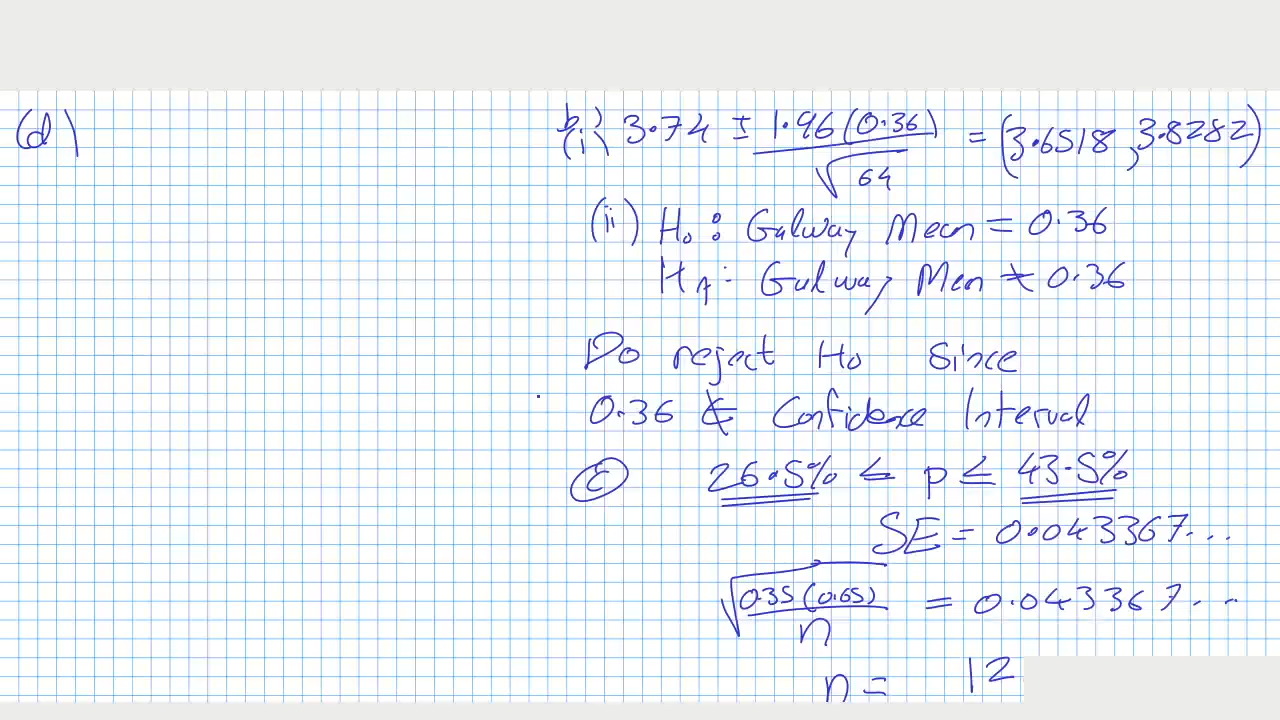 (d)
b)
(i) 3.74 ± 1.96(0.36) / √64 = (3.6518, 3.8282)
(ii) H₀ : Galway Mean = 0.36
H_A : Galway Mean ≠ 0.36
Do reject H₀ Since
0.36 ∉ Confidence Interval
(c) 26.5% ≤ p ≤ 43.5%
SE = 0.043367...
√(0.35(0.65) / n) = 0.043367...
n = 12